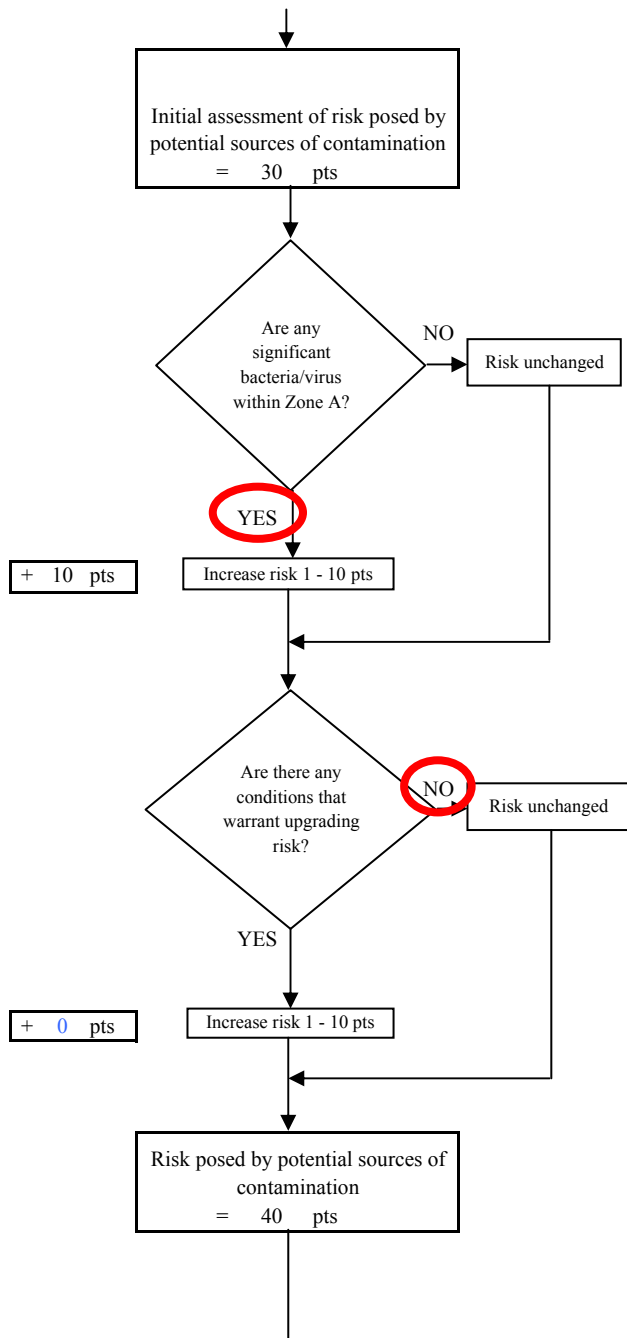 Initial assessment of risk posed by
potential sources of contamination
= 30 pts
Are any
significant
bacteria/virus
within Zone A?
NO
Risk unchanged
YES
+ 10 pts
Increase risk 1 - 10 pts
Are there any
conditions that
warrant upgrading
risk?
NO
Risk unchanged
YES
+ 0 pts
Increase risk 1 - 10 pts
Risk posed by potential sources of
contamination
= 40 pts